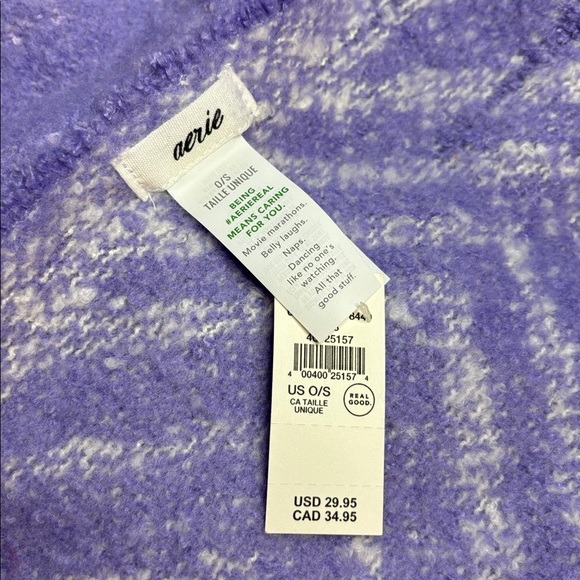 aerie
O/S
TAILLE UNIQUE
BEING
#AERIEREAL
MEANS CARING
FOR YOU.
Movie marathons.
Belly laughs.
Naps.
Dancing
like no one's
watching.
All that
good stuff.
844
25157
4 00400 25157 4
US O/S
CA TAILLE
UNIQUE
REAL
GOOD.
USD 29.95
CAD 34.95